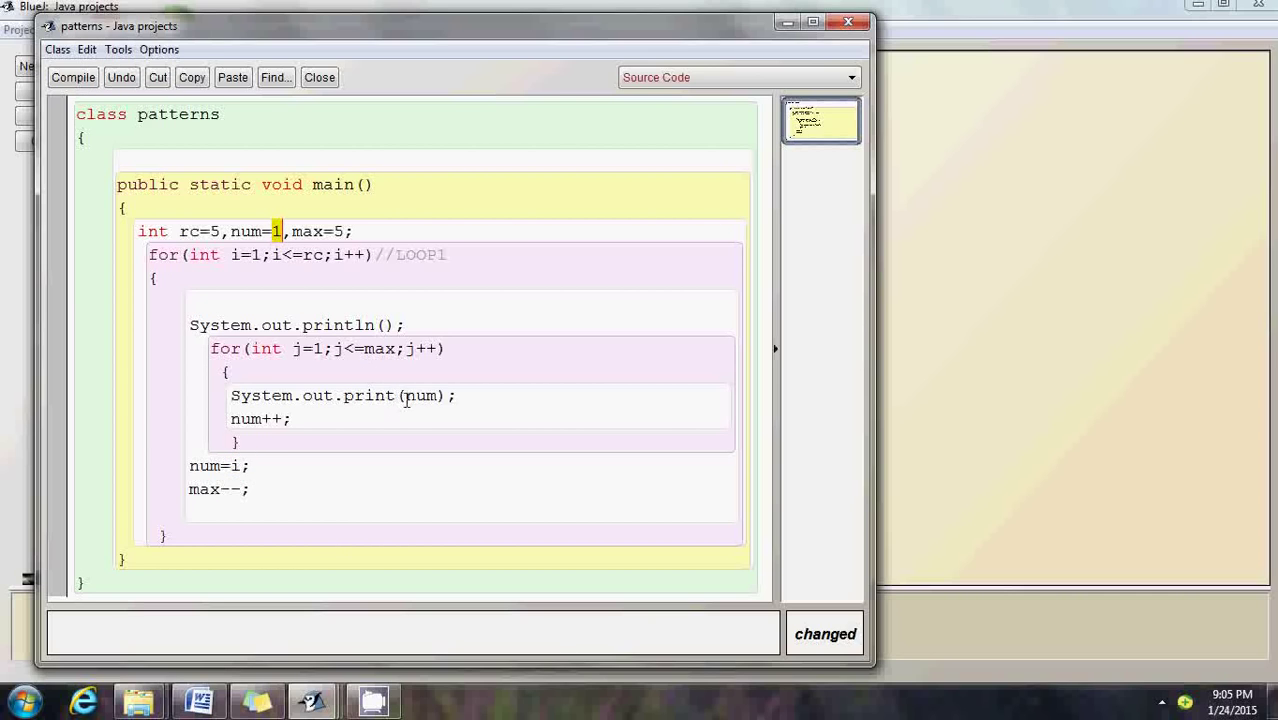 BlueJ: Java projects
patterns - Java projects
Class Edit Tools Options
Compile Undo Cut Copy Paste Find... Close Source Code
class patterns
{
public static void main()
{
int rc=5,num=1,max=5;
for(int i=1;i<=rc;i++)//LOOP1
{
System.out.println();
for(int j=1;j<=max;j++)
{
System.out.print(num);
num++;
}
num=i;
max--;
}
}
}
changed
9:05 PM
1/24/2015